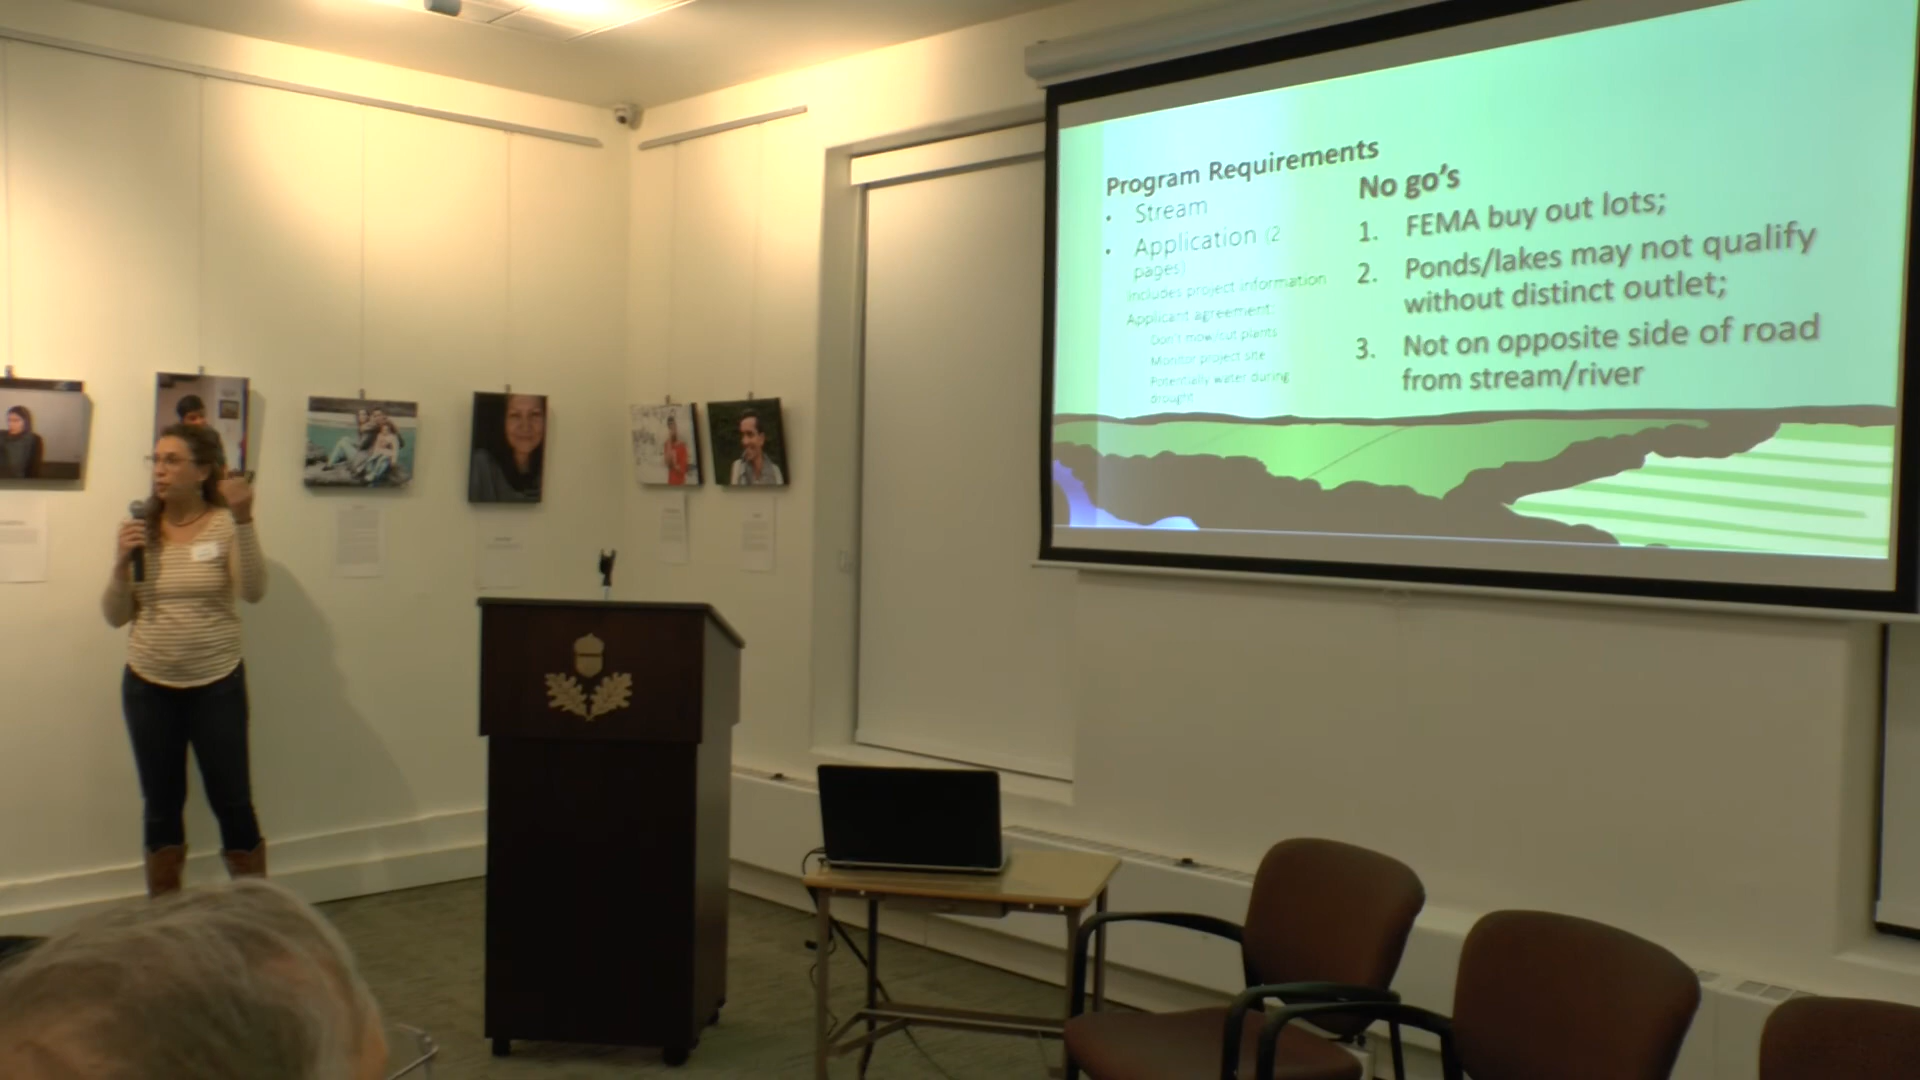 Program Requirements
• Stream
• Application (2
pages)
Includes project information
Applicant agreement:
Don't mow/cut plants
Monitor project site
Potentially water during
drought
No go's
1. FEMA buy out lots;
2. Ponds/lakes may not qualify
without distinct outlet;
3. Not on opposite side of road
from stream/river